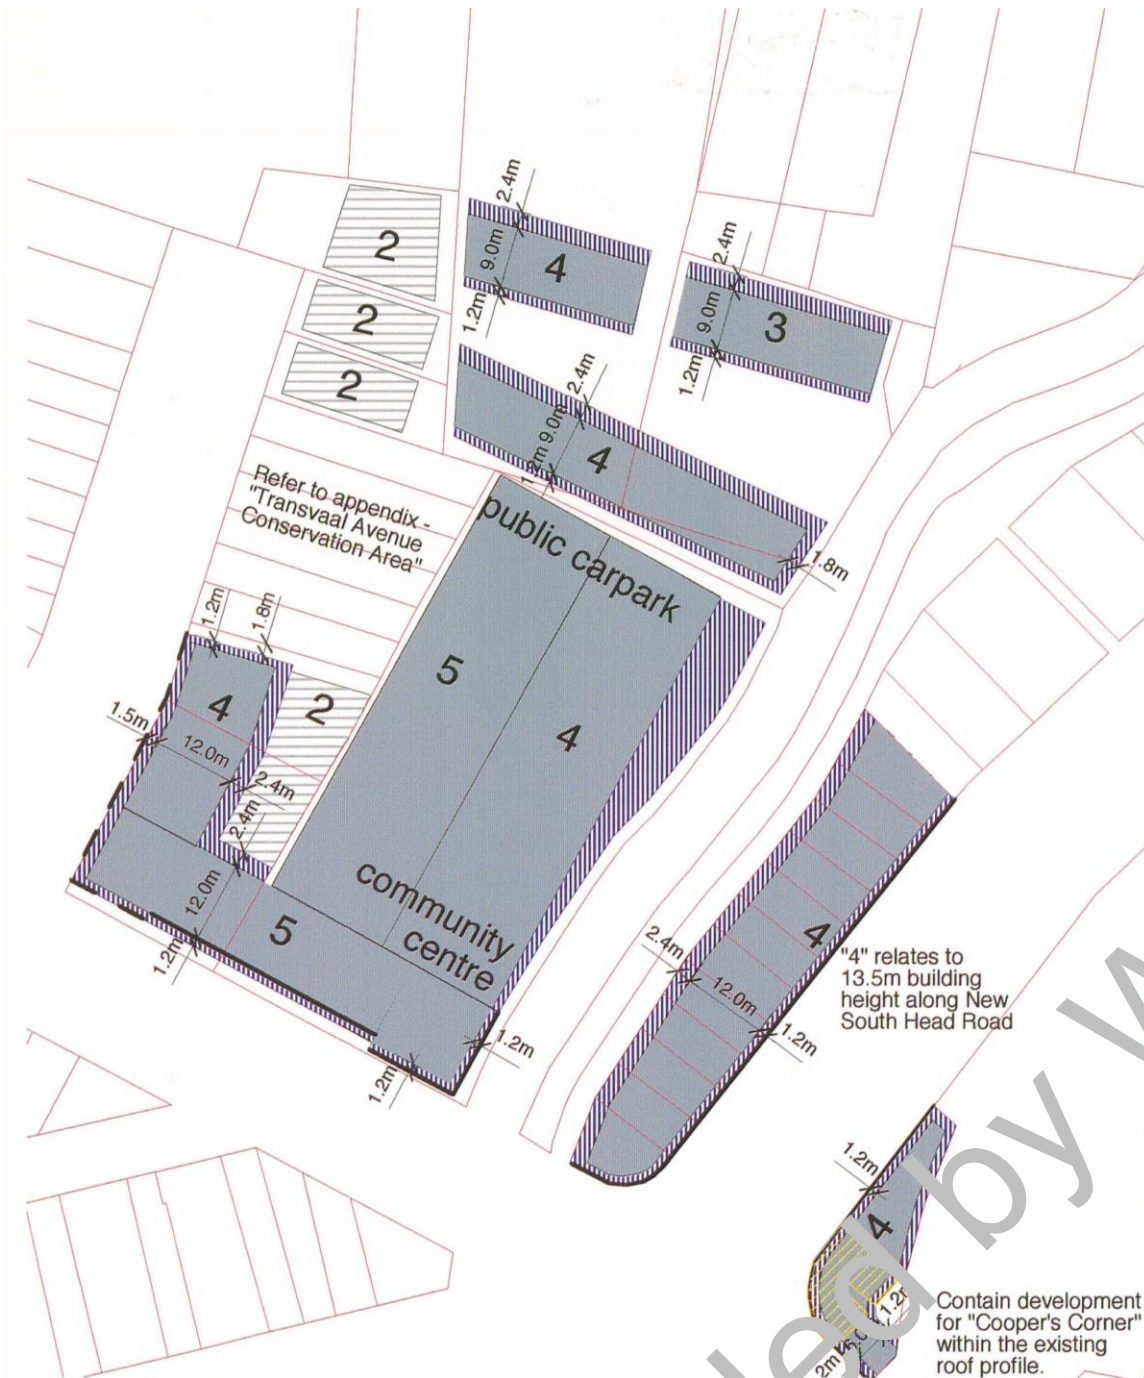 2.4m
9.0m
4
1.2m
2
2
2
2.4m
9.0m
3
1.2m
2.4m
9.0m
1.2m
4
1.8m
Refer to appendix -
"Transvaal Avenue
Conservation Area"
public carpark
5
4
community
centre
1.2m
1.8m
4
2
1.5m
12.0m
2.4m
2.4m
12.0m
5
1.2m
1.2m
1.2m
2.4m
12.0m
1.2m
4
"4" relates to
13.5m building
height along New
South Head Road
1.2m
4
Contain development
for "Cooper's Corner"
within the existing
roof profile.
led by